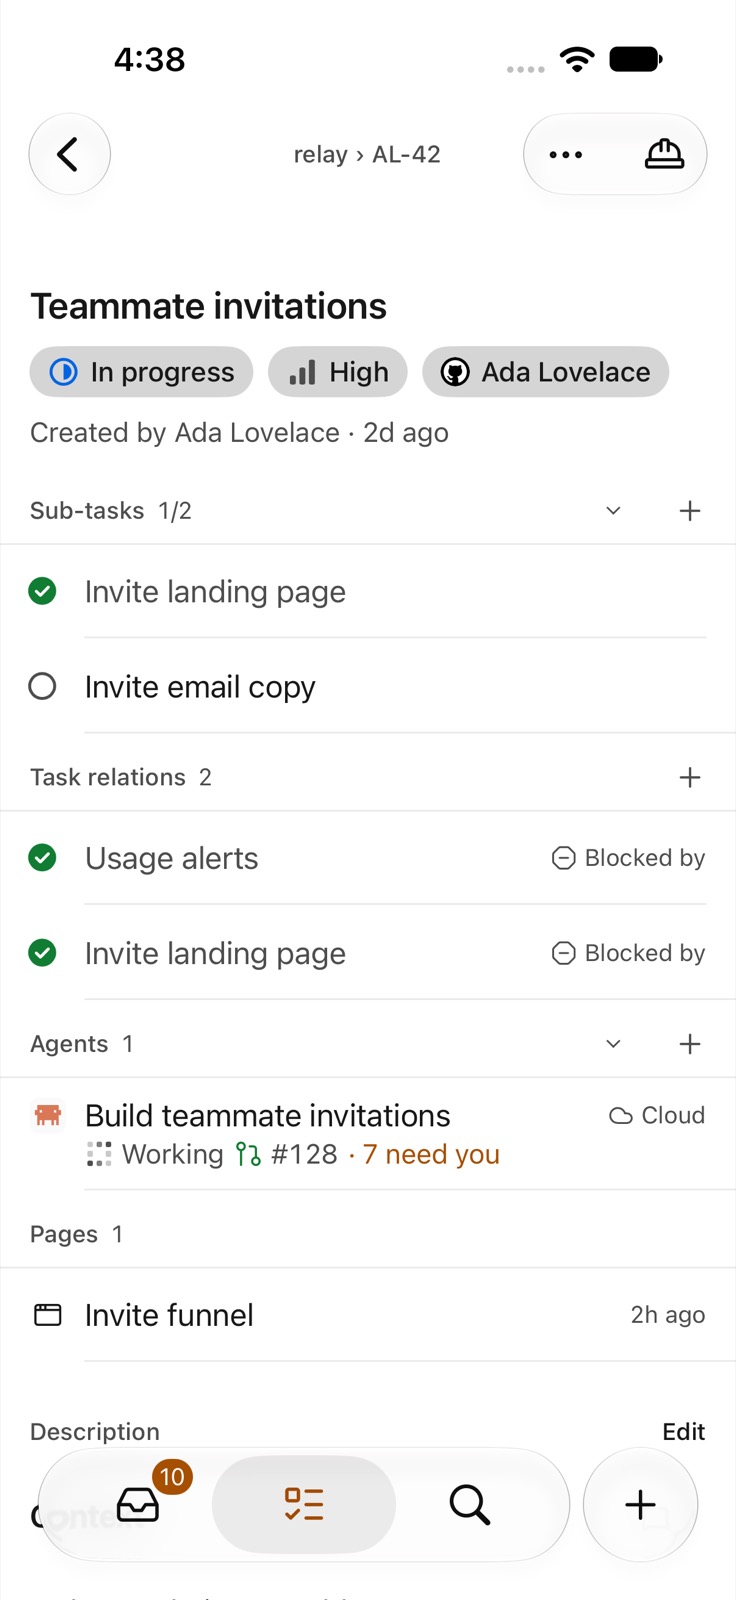 4:38
relay › AL-42
Teammate invitations
In progress
High
Ada Lovelace
Created by Ada Lovelace · 2d ago
Sub-tasks 1/2
Invite landing page
Invite email copy
Task relations 2
Usage alerts
Blocked by
Invite landing page
Blocked by
Agents 1
Build teammate invitations
Cloud
Working #128 · 7 need you
Pages 1
Invite funnel
2h ago
Description
Edit
10